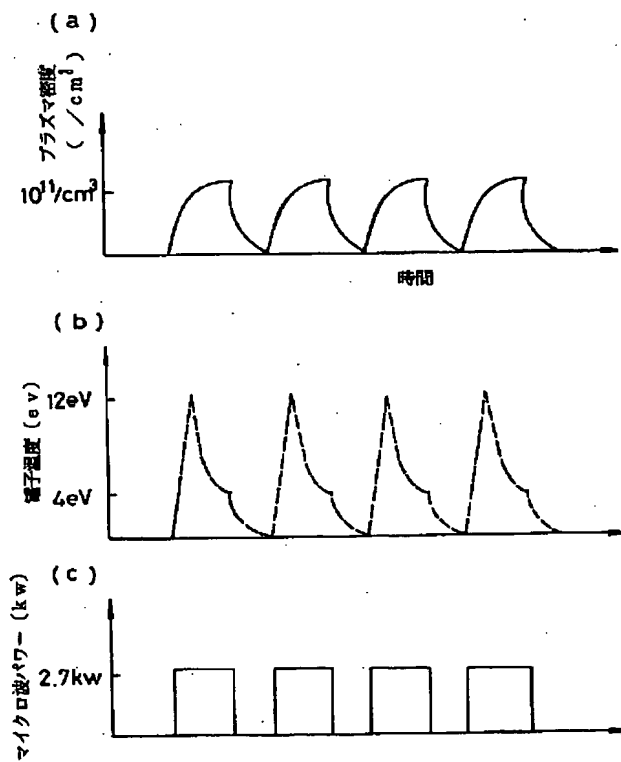 (a)
プラズマ密度
(／cm³)
10¹¹/cm³
時間
(b)
12eV
電子温度(ev)
4eV
(c)
マイクロ波パワー(kw)
2.7kw